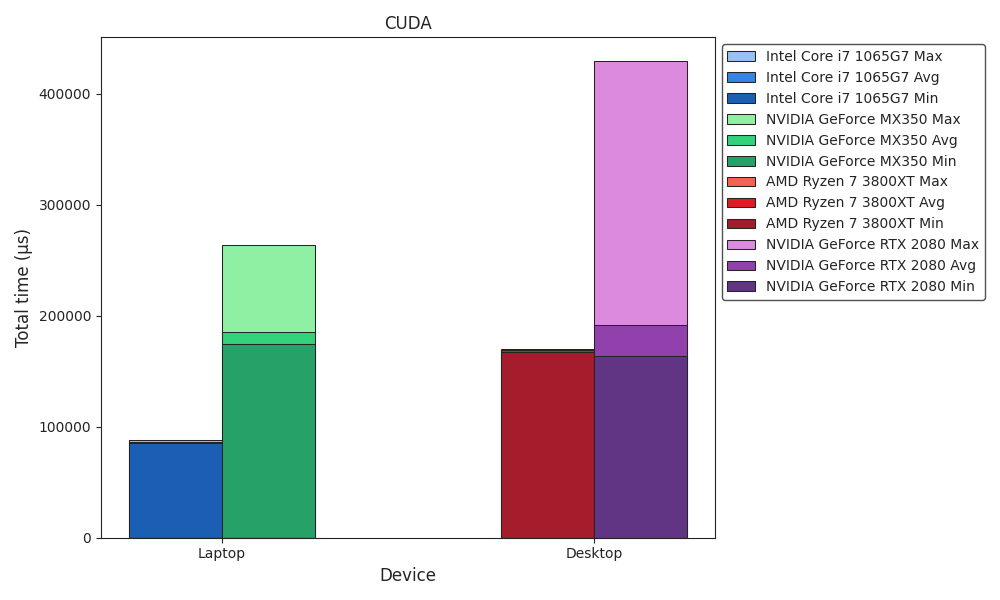 CUDA
Total time (µs)
400000
300000
200000
100000
0
Laptop
Desktop
Device
Intel Core i7 1065G7 Max
Intel Core i7 1065G7 Avg
Intel Core i7 1065G7 Min
NVIDIA GeForce MX350 Max
NVIDIA GeForce MX350 Avg
NVIDIA GeForce MX350 Min
AMD Ryzen 7 3800XT Max
AMD Ryzen 7 3800XT Avg
AMD Ryzen 7 3800XT Min
NVIDIA GeForce RTX 2080 Max
NVIDIA GeForce RTX 2080 Avg
NVIDIA GeForce RTX 2080 Min